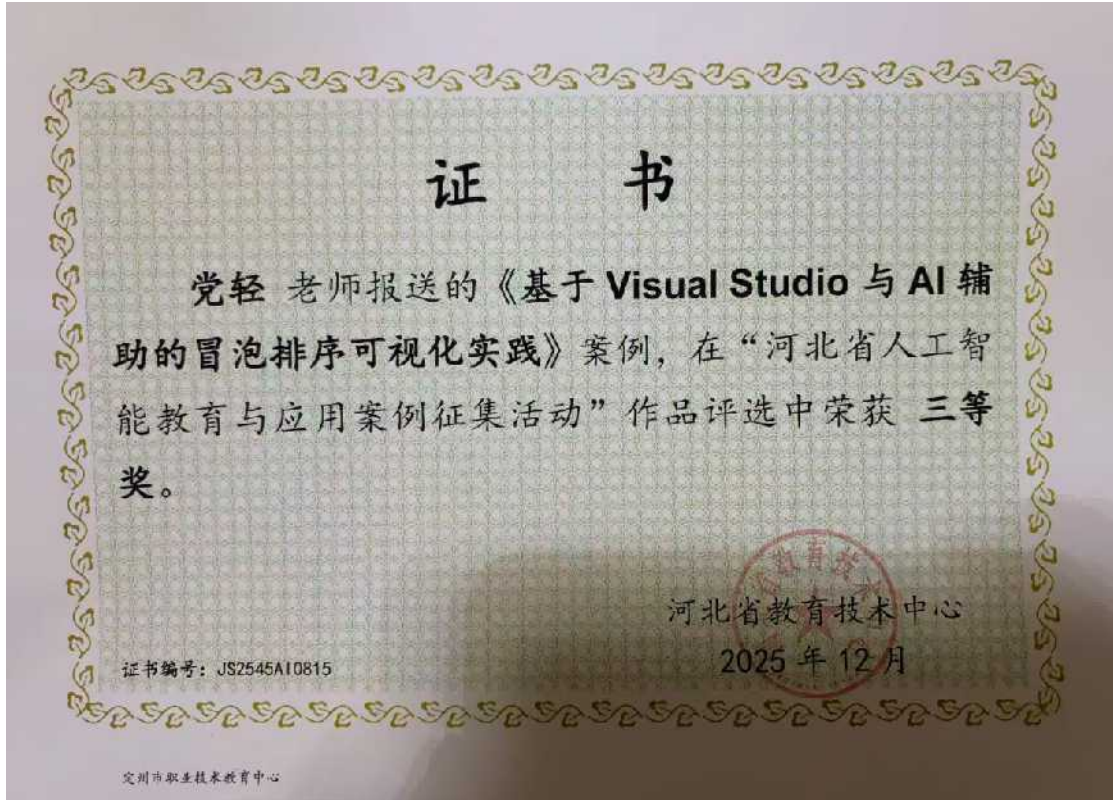 证 书
党轻 老师报送的《基于 Visual Studio 与 AI 辅
助的冒泡排序可视化实践》案例，在“河北省人工智
能教育与应用案例征集活动”作品评选中荣获 三等
奖。
河北省教育技术中心
2025 年 12 月
证书编号：JS2545AI0815
定州市职业技术教育中心